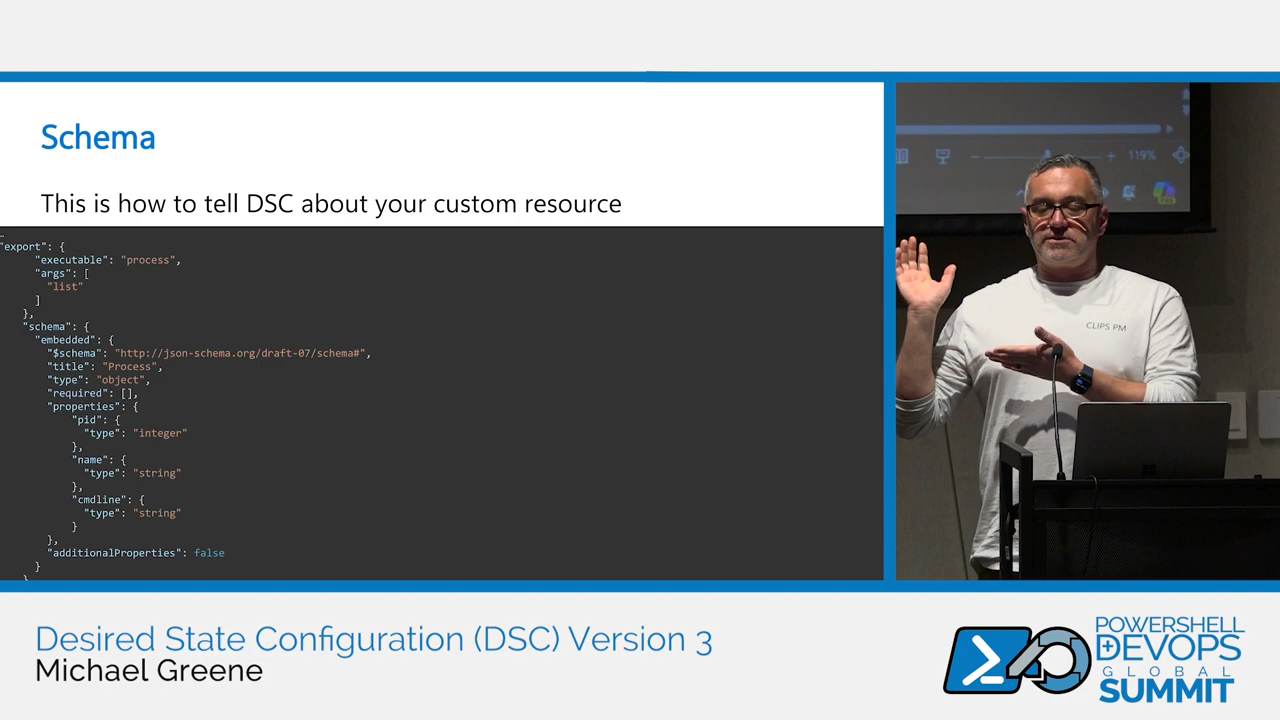 Schema
This is how to tell DSC about your custom resource
"export": {
"executable": "process",
"args": [
"list"
]
},
"schema": {
"embedded": {
"$schema": "http://json-schema.org/draft-07/schema#",
"title": "Process",
"type": "object",
"required": [],
"properties": {
"pid": {
"type": "integer"
},
"name": {
"type": "string"
},
"cmdline": {
"type": "string"
}
},
"additionalProperties": false
}
}
119%
CLIPS PM
Desired State Configuration (DSC) Version 3
Michael Greene
POWERSHELL
DEVOPS
GLOBAL
SUMMIT